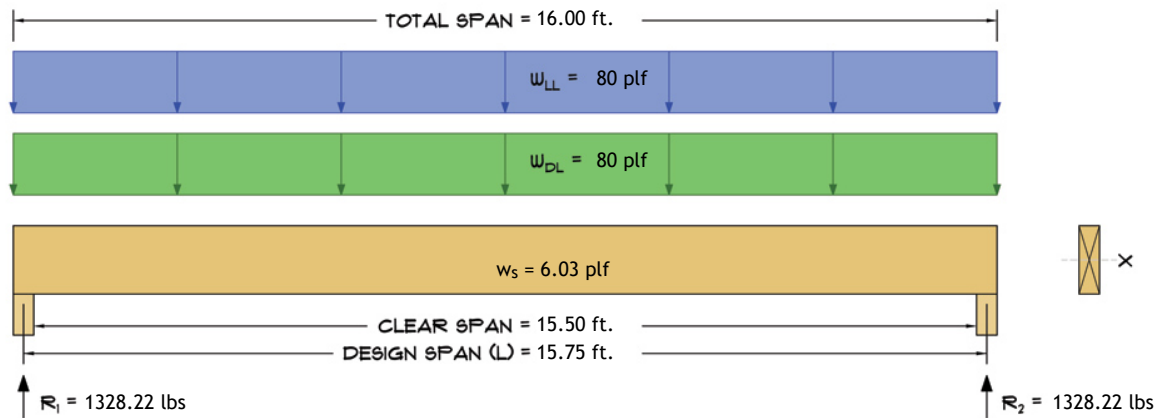 TOTAL SPAN = 16.00 ft.
WLL = 80 plf
WDL = 80 plf
ws = 6.03 plf
X
CLEAR SPAN = 15.50 ft.
DESIGN SPAN (L) = 15.75 ft.
R1 = 1328.22 lbs
R2 = 1328.22 lbs